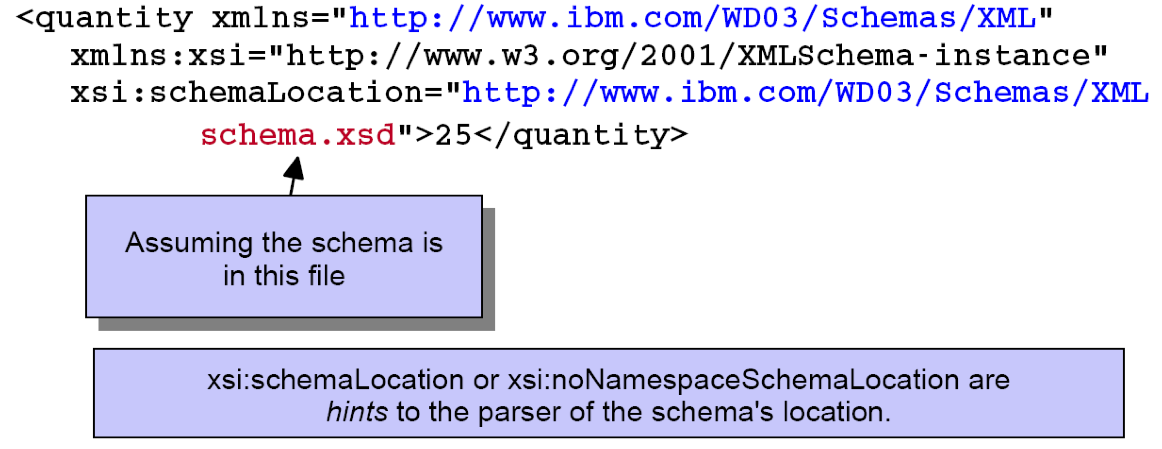 <quantity xmlns="http://www.ibm.com/WD03/Schemas/XML"
xmlns:xsi="http://www.w3.org/2001/XMLSchema-instance"
xsi:schemaLocation="http://www.ibm.com/WD03/Schemas/XML
schema.xsd">25</quantity>
Assuming the schema is
in this file
xsi:schemaLocation or xsi:noNamespaceSchemaLocation are
hints to the parser of the schema's location.